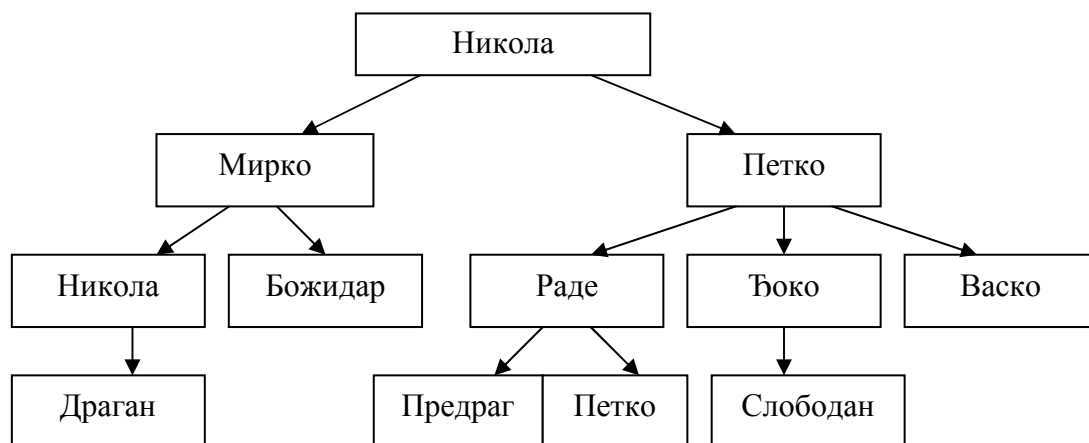 Никола
Мирко
Петко
Никола
Божидар
Раде
Ђоко
Васко
Драган
Предраг
Петко
Слободан